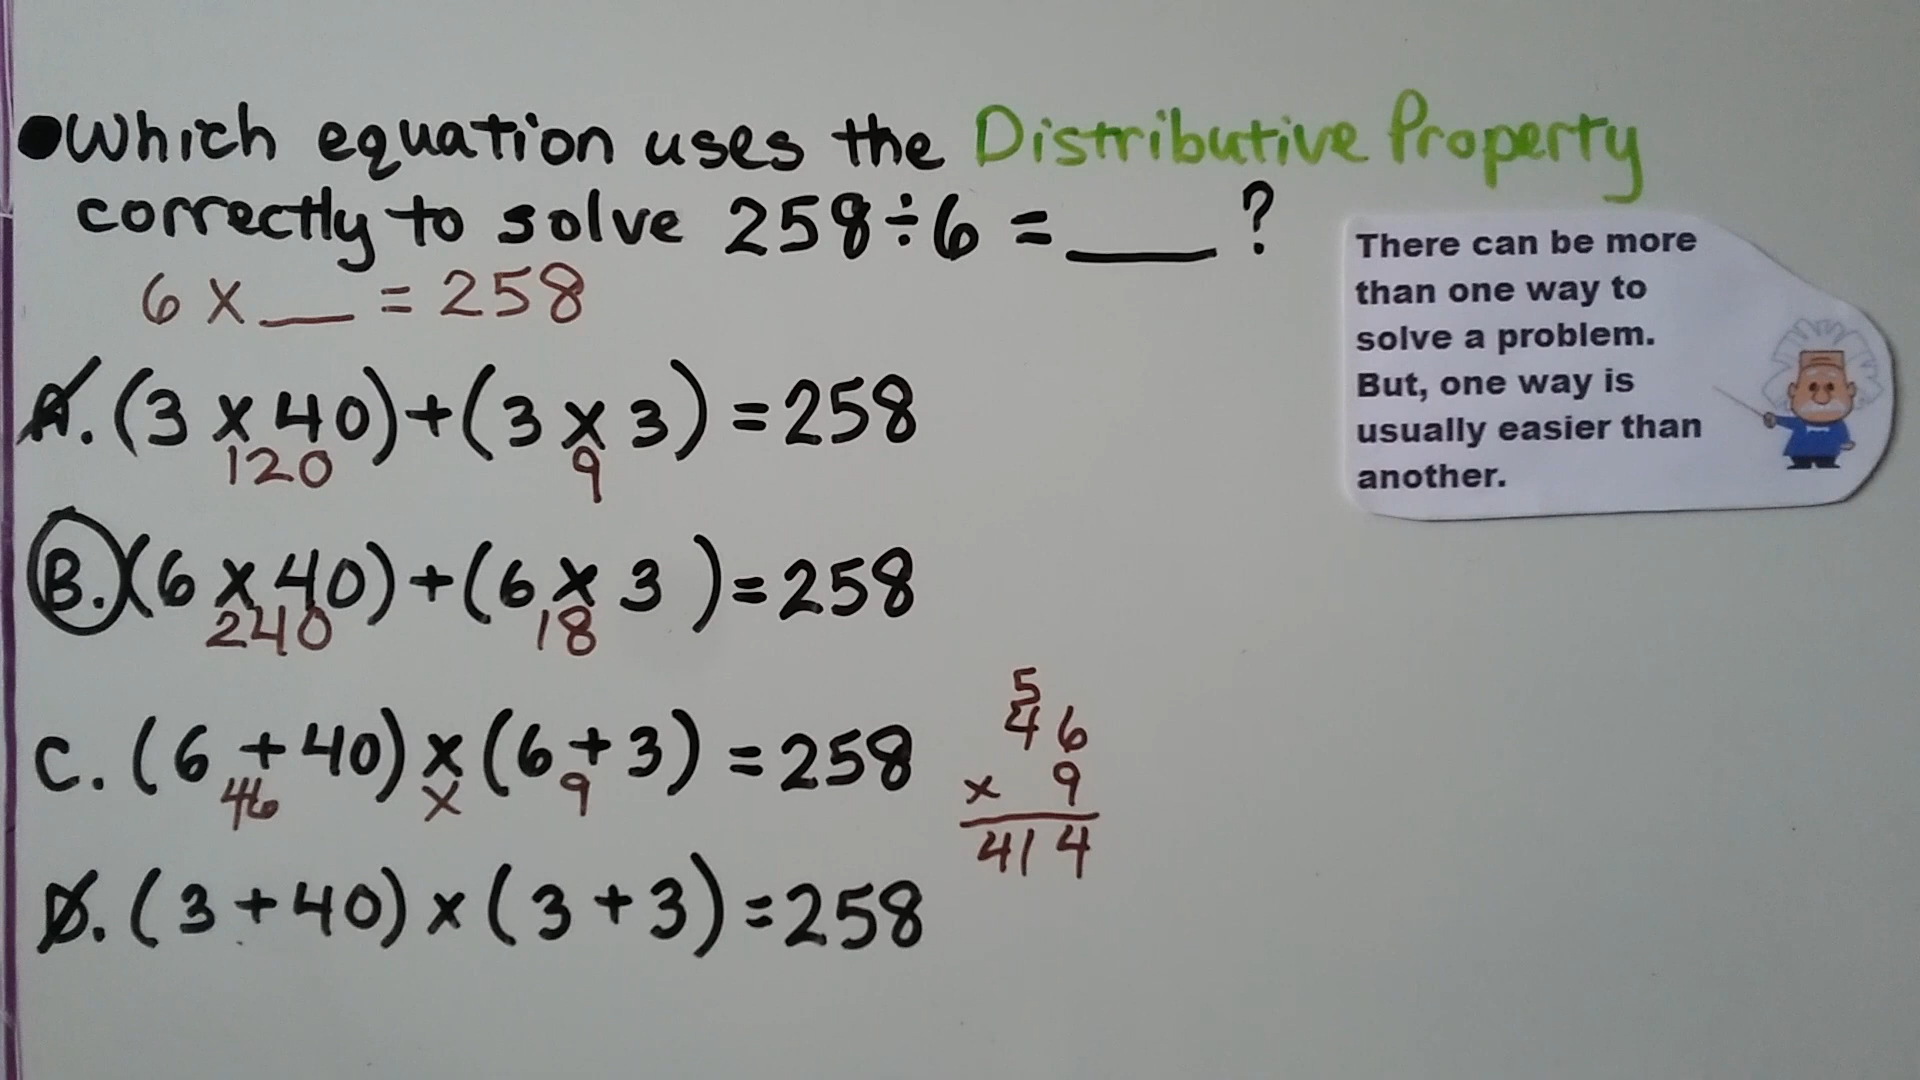 •Which equation uses the Distributive Property
correctly to solve 258÷6 = ___ ?
6 x __ = 258
There can be more
than one way to
solve a problem.
But, one way is
usually easier than
another.
A. (3 x 40) + (3 x 3) = 258
120 9
B. (6 x 40) + (6 x 3 ) = 258
240 18
C. (6 + 40) x (6 + 3) = 258
46 x 9
5
46
x 9
414
D. (3 + 40) x (3 + 3) = 258